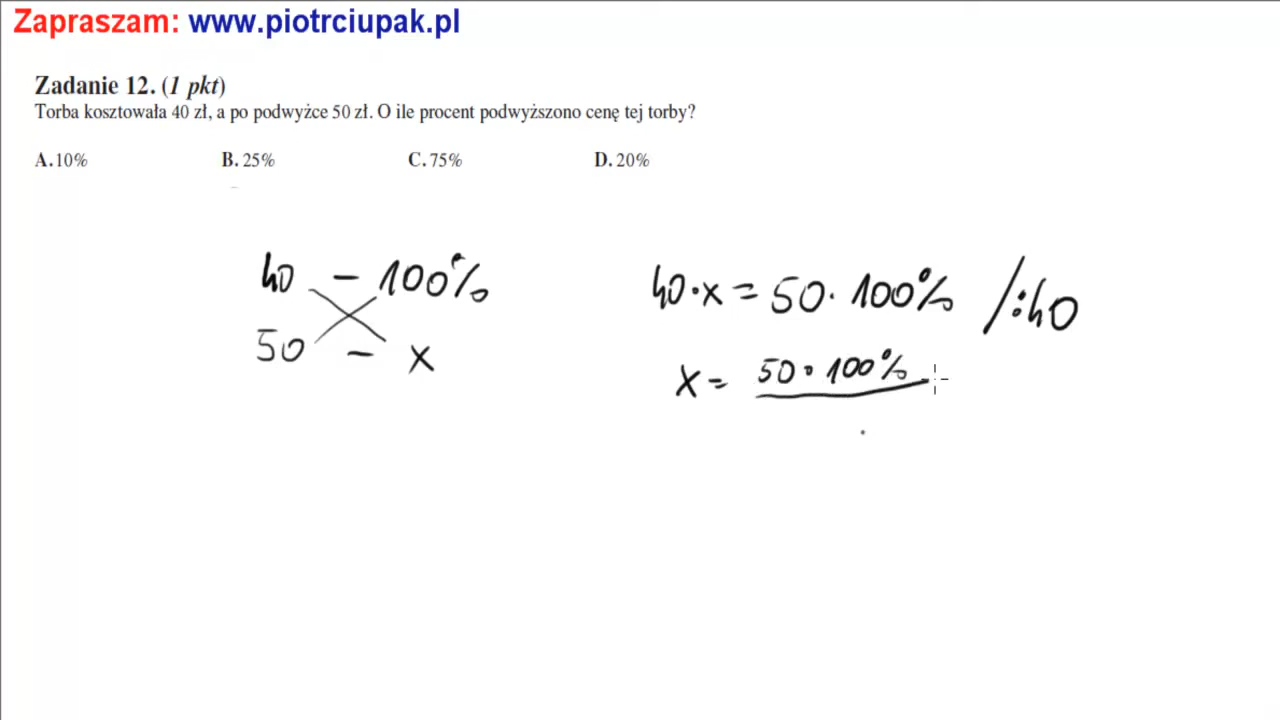 Zapraszam: www.piotrciupak.pl
Zadanie 12. (1 pkt)
Torba kosztowała 40 zł, a po podwyżce 50 zł. O ile procent podwyższono cenę tej torby?
A. 10% B. 25% C. 75% D. 20%
40 – 100%
50 – x
40·x = 50·100% /:40
x = 50·100%